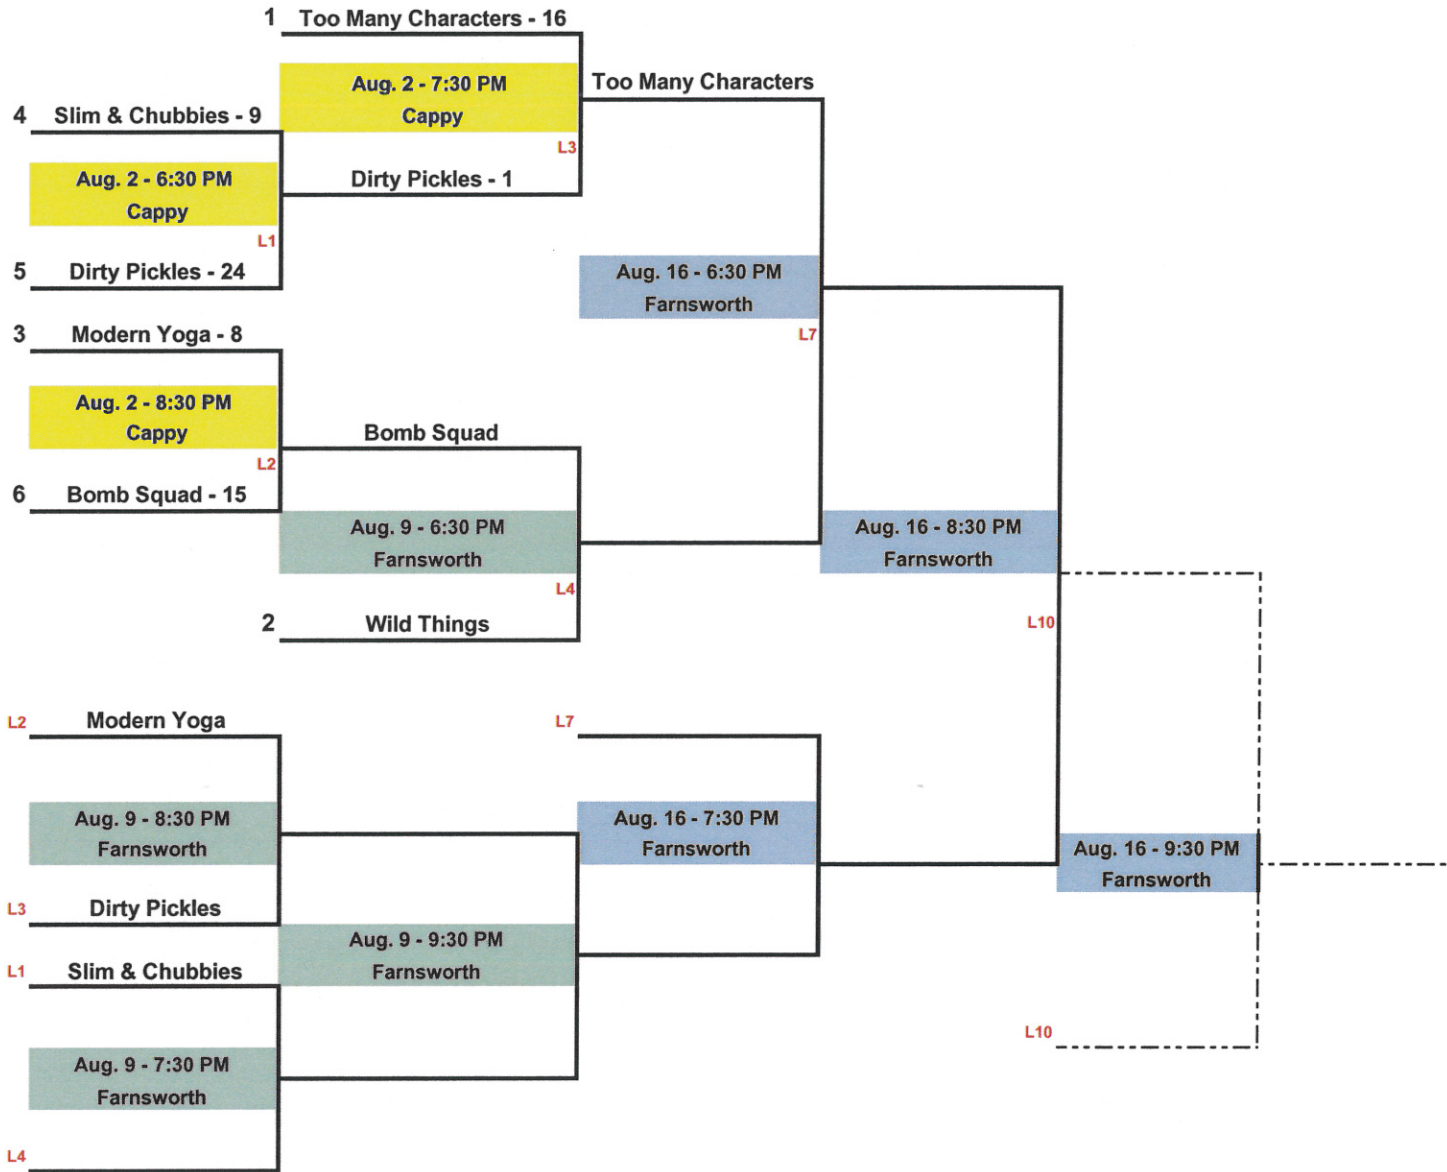 1 Too Many Characters - 16
Aug. 2 - 7:30 PM
Cappy
L3
Too Many Characters
4 Slim & Chubbies - 9
Aug. 2 - 6:30 PM
Cappy
L1
Dirty Pickles - 1
5 Dirty Pickles - 24
Aug. 16 - 6:30 PM
Farnsworth
L7
3 Modern Yoga - 8
Aug. 2 - 8:30 PM
Cappy
L2
Bomb Squad
6 Bomb Squad - 15
Aug. 9 - 6:30 PM
Farnsworth
L4
Aug. 16 - 8:30 PM
Farnsworth
L10
2 Wild Things
L2 Modern Yoga
L7
Aug. 9 - 8:30 PM
Farnsworth
Aug. 16 - 7:30 PM
Farnsworth
Aug. 16 - 9:30 PM
Farnsworth
L3 Dirty Pickles
Aug. 9 - 9:30 PM
Farnsworth
L1 Slim & Chubbies
L10
Aug. 9 - 7:30 PM
Farnsworth
L4